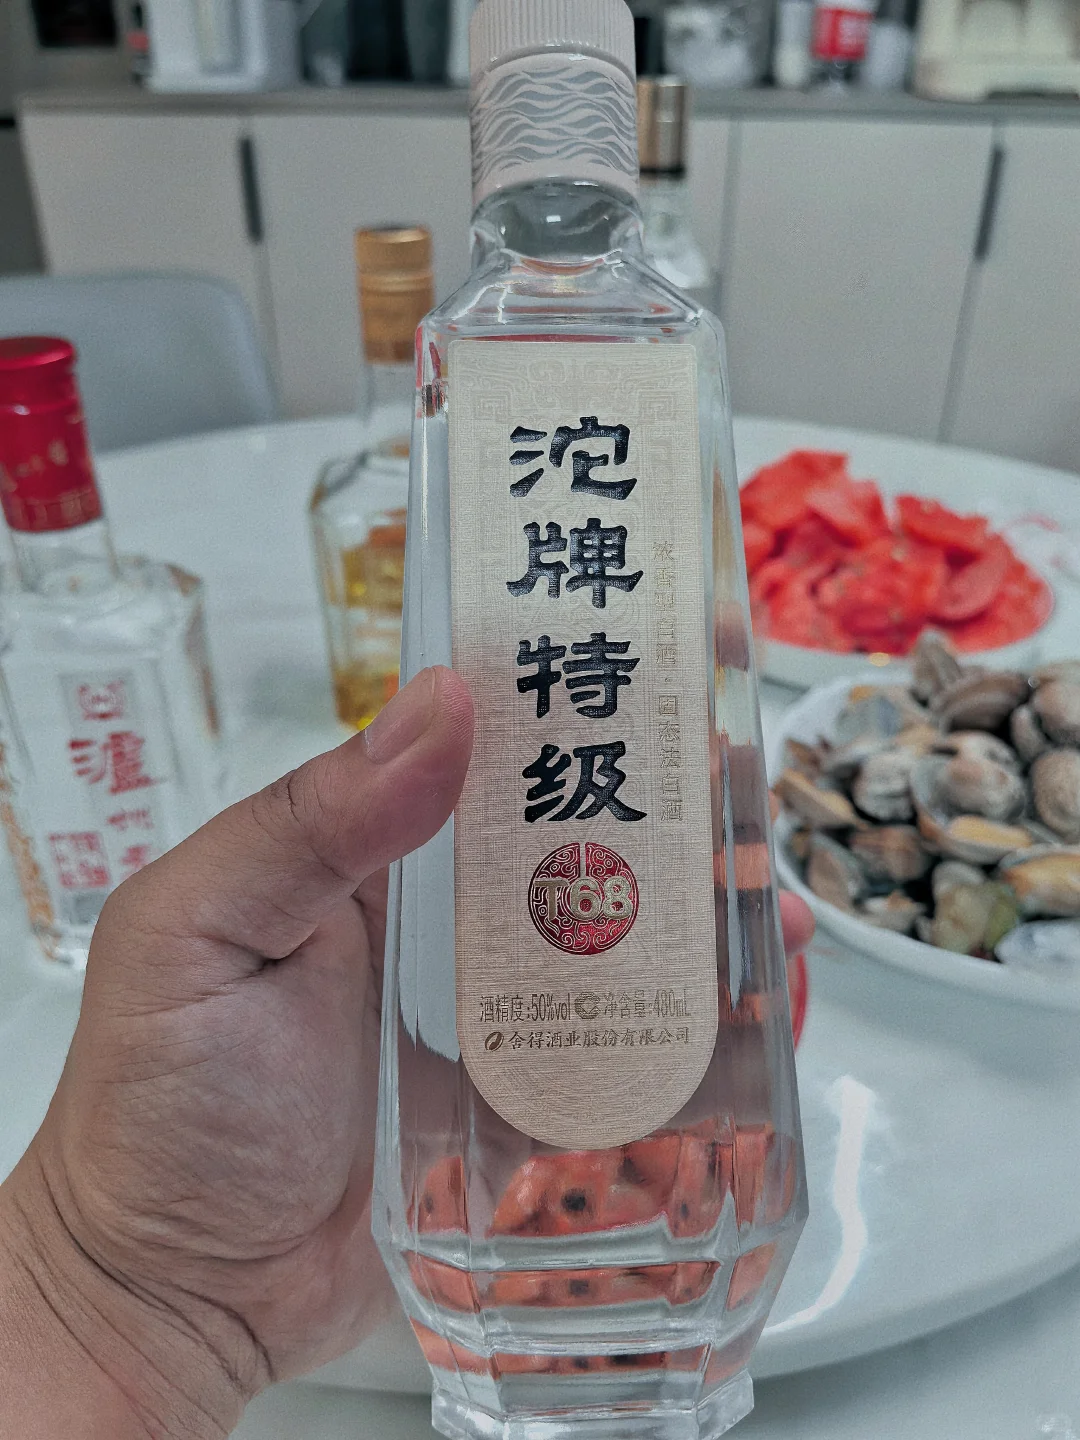 沱牌特级
浓香型白酒·固态法白酒
T68
酒精度:50%vol 净含量:480mL
舍得酒业股份有限公司
泸